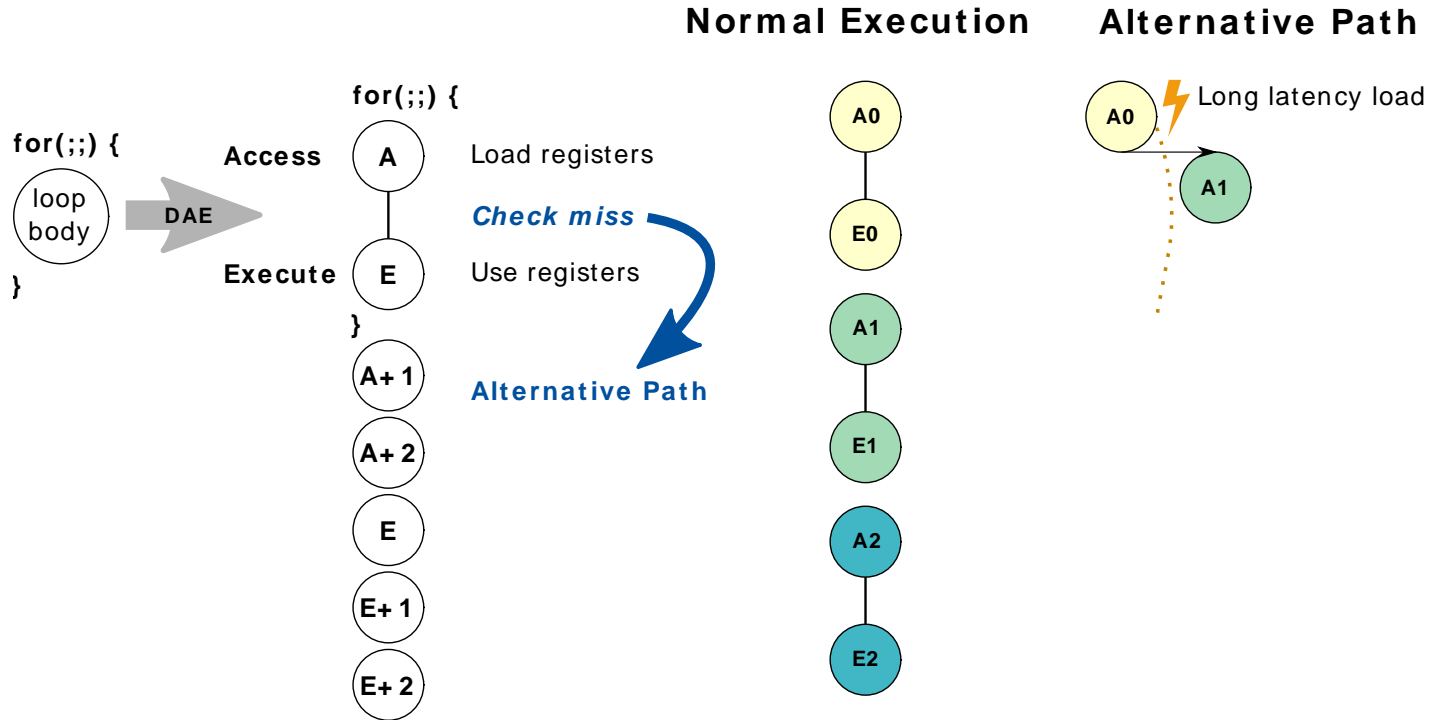 Normal Execution
Alternative Path
for(;;) {
loop
body
}
DAE
for(;;) {
Access
A
Load registers
Check miss
Execute
E
Use registers
}
A+1
Alternative Path
A+2
E
E+1
E+2
A0
E0
A1
E1
A2
E2
A0
Long latency load
A1